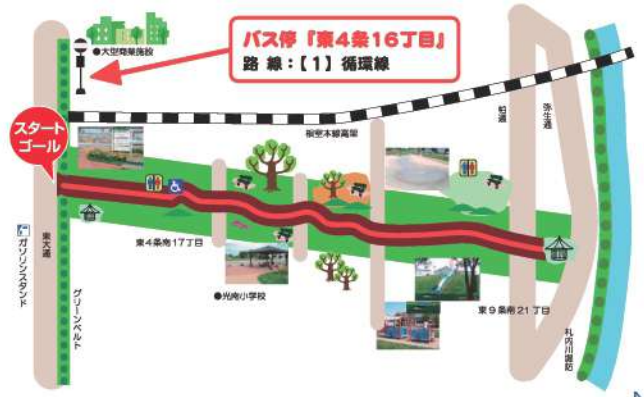 ●大型商業施設
バス停『東4条16丁目』
路 線：【1】循環線
スタート
ゴール
根室本線高架
柏通
弥生通
東4条南17丁目
●光南小学校
東9条南21丁目
ガソリンスタンド
東大通
グリーンベルト
札内川堤防